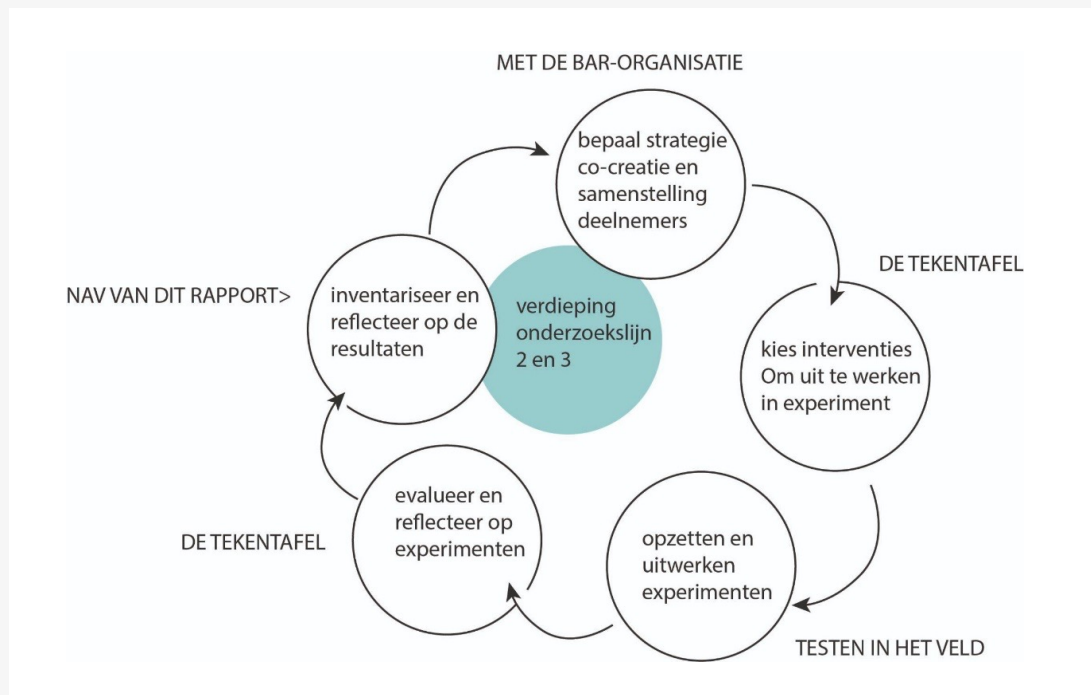 MET DE BAR-ORGANISATIE
bepaal strategie
co-creatie en
samenstelling
deelnemers
DE TEKENTAFEL
kies interventies
Om uit te werken
in experiment
opzetten en
uitwerken
experimenten
TESTEN IN HET VELD
evalueer en
reflecteer op
experimenten
DE TEKENTAFEL
NAV VAN DIT RAPPORT>
inventariseer en
reflecteer op de
resultaten
verdieping
onderzoekslijn
2 en 3